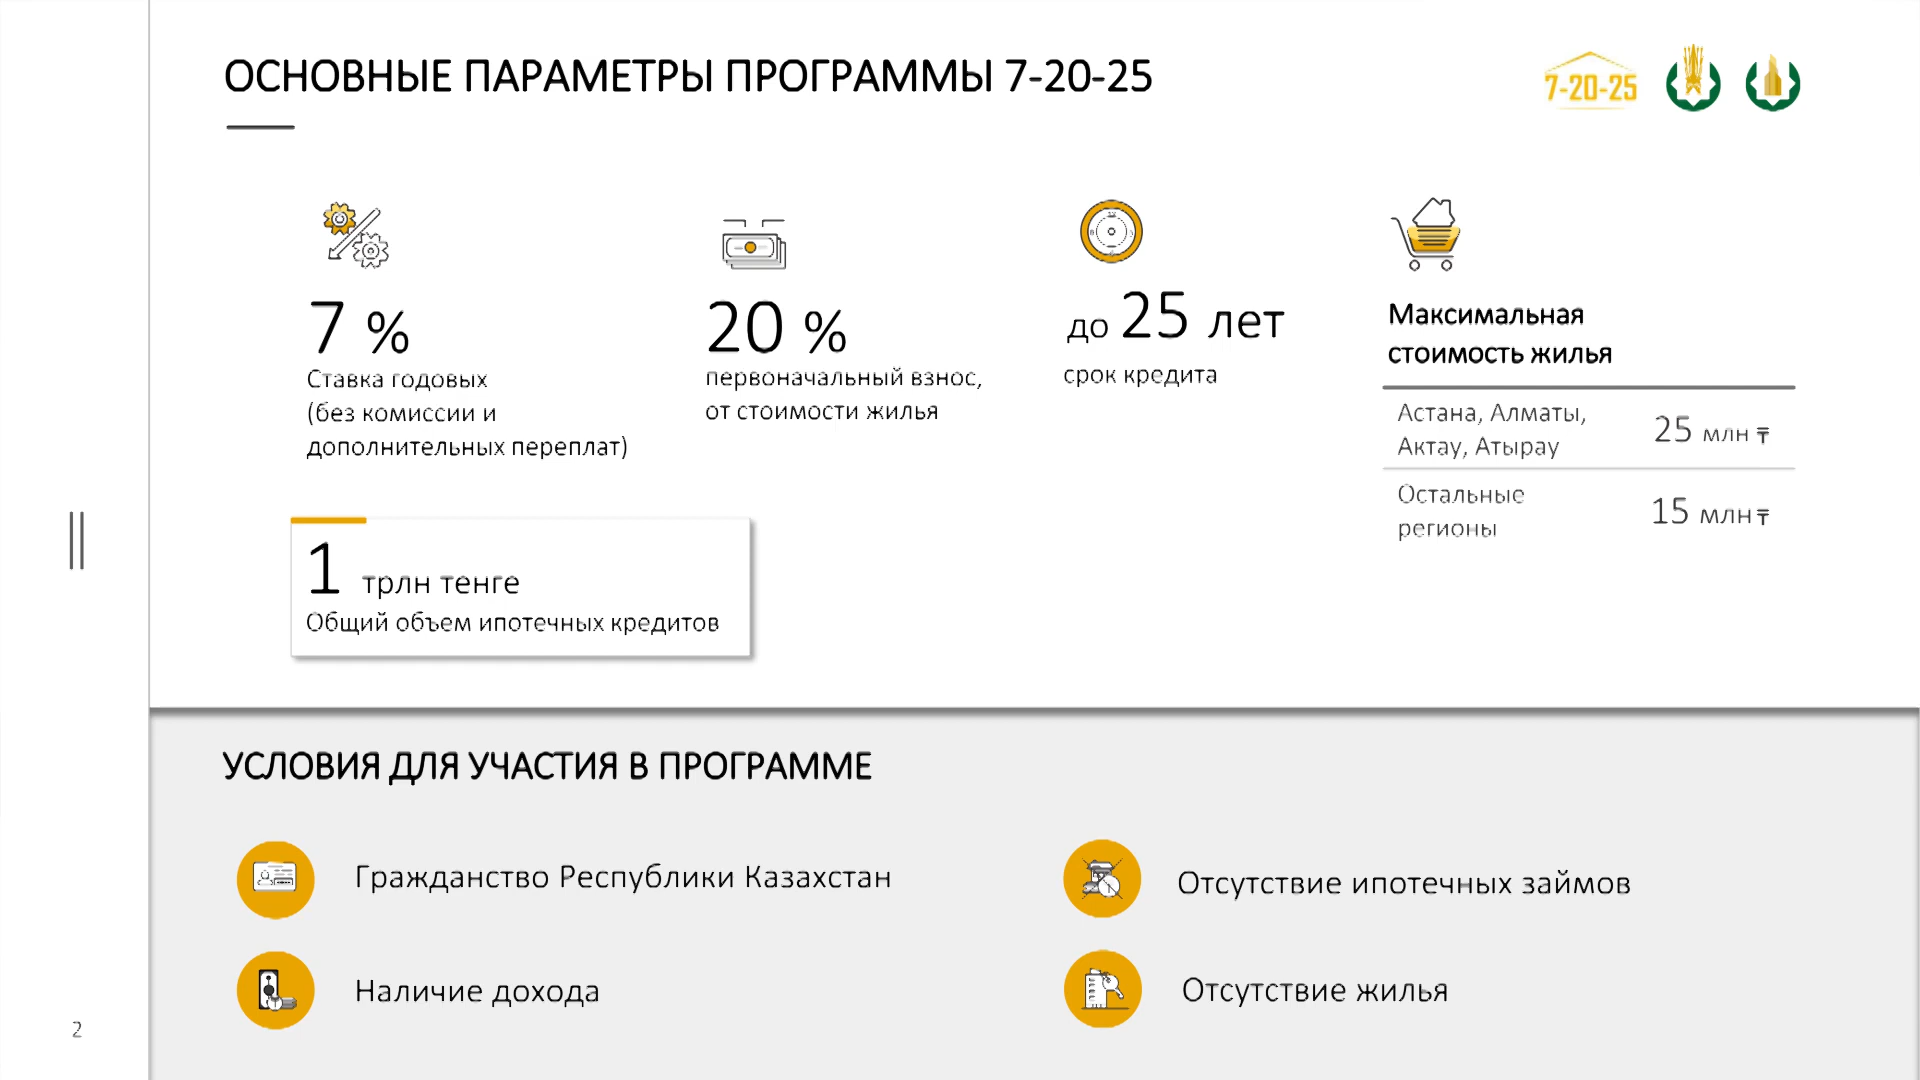 ОСНОВНЫЕ ПАРАМЕТРЫ ПРОГРАММЫ 7-20-25
7-20-25
7 %
Ставка годовых
(без комиссии и
дополнительных переплат)
20 %
первоначальный взнос,
от стоимости жилья
до 25 лет
срок кредита
Максимальная
стоимость жилья
Астана, Алматы,
Актау, Атырау
25 млн ₸
Остальные
регионы
15 млн ₸
1 трлн тенге
Общий объем ипотечных кредитов
УСЛОВИЯ ДЛЯ УЧАСТИЯ В ПРОГРАММЕ
Гражданство Республики Казахстан
Отсутствие ипотечных займов
Наличие дохода
Отсутствие жилья
2